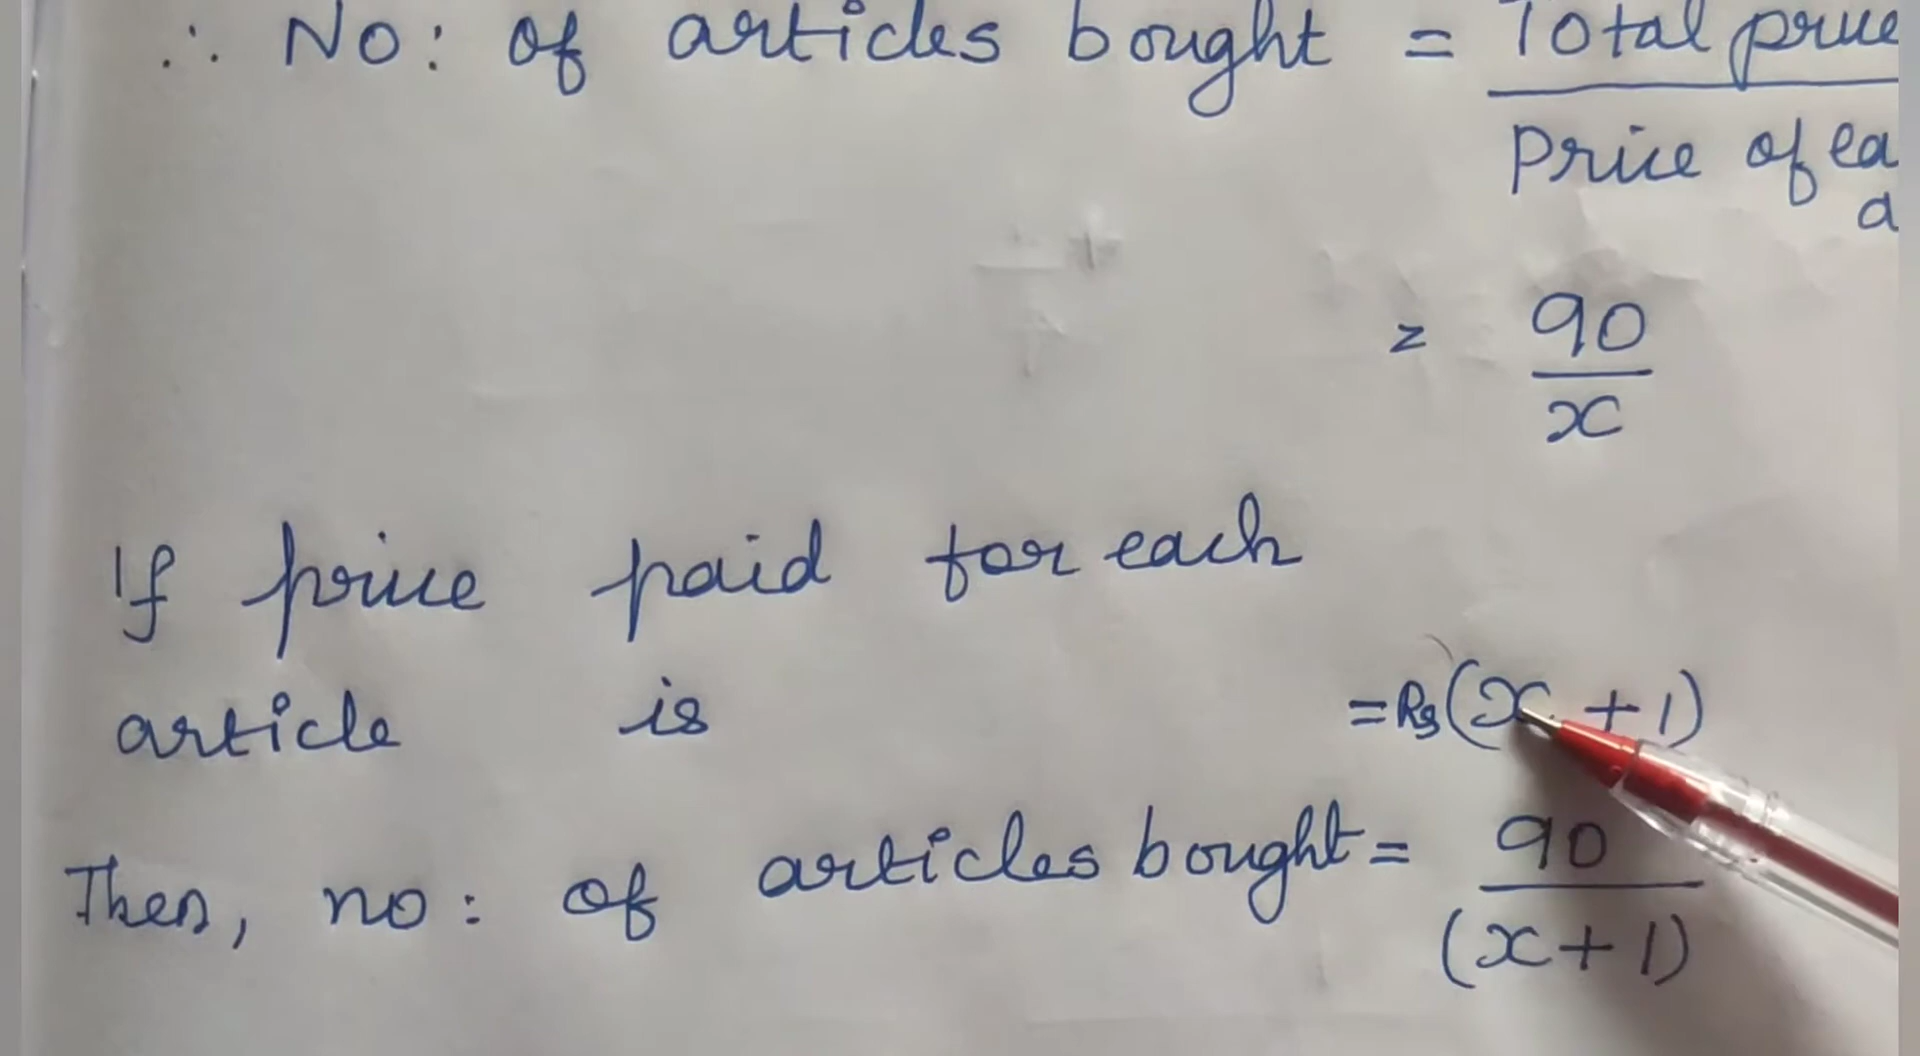 ∴ No: of articles bought = Total price
Price of ea
a
= 90
x
If price paid for each
article is = Rs (x + 1)
Then, no: of articles bought = 90
(x + 1)